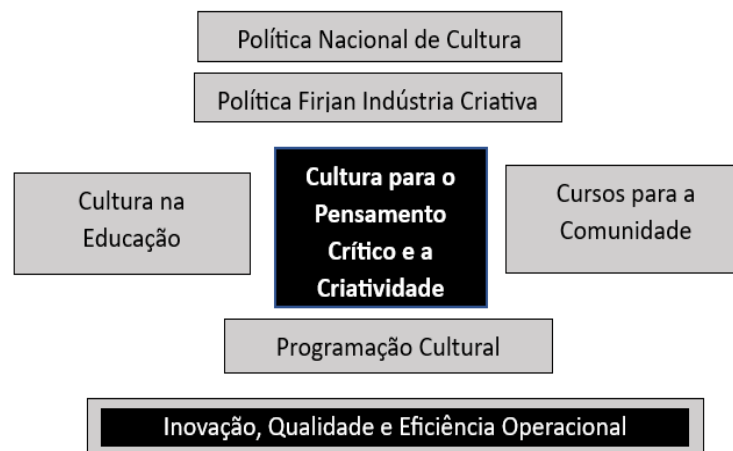 Política Nacional de Cultura
Política Firjan Indústria Criativa
Cultura na
Educação
Cultura para o
Pensamento
Crítico e a
Criatividade
Cursos para a
Comunidade
Programação Cultural
Inovação, Qualidade e Eficiência Operacional